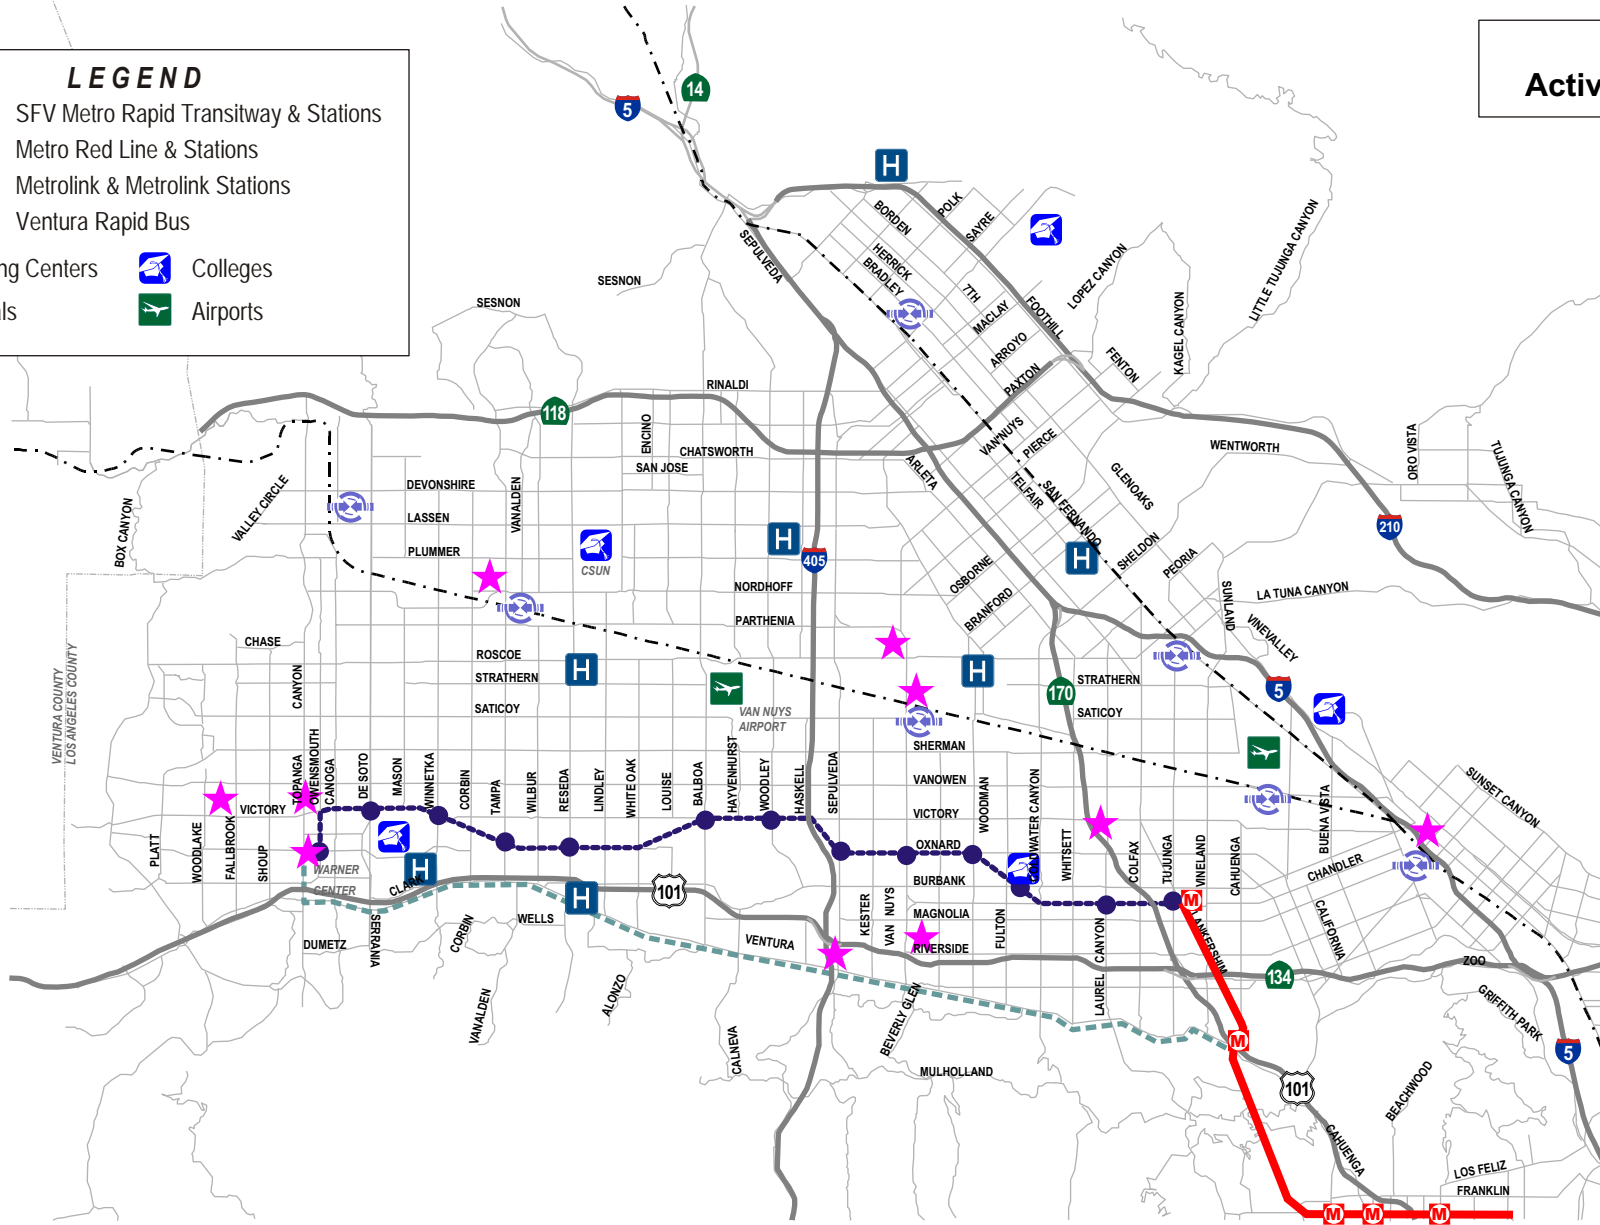 LEGEND
SFV Metro Rapid Transitway & Stations
Metro Red Line & Stations
Metrolink & Metrolink Stations
Ventura Rapid Bus
ng Centers
Colleges
ls
Airports
Activ
5
14
H
BORDEN
POLK
SAYRE
SEPULVEDA
HERRICK
BRADLEY
7TH
MACLAY
ARROYO
PAXTON
FOOTHILL
LOPEZ CANYON
FENTON
KAGEL CANYON
LITTLE TUJUNGA CANYON
SESNON
SESNON
RINALDI
118
ENCINO
CHATSWORTH
SAN JOSE
VAN NUYS
PIERCE
WENTWORTH
ORO VISTA
TUJUNGA CANYON
ARLETA
TELFAIR
SAN FERNANDO
GLENOAKS
DEVONSHIRE
LASSEN
PLUMMER
VANALDEN
VALLEY CIRCLE
BOX CANYON
CSUN
H
405
H
210
SHELDON
PEORIA
OSBORNE
BRANFORD
NORDHOFF
PARTHENIA
SUNLAND
LA TUNA CANYON
VINEVALLEY
CHASE
ROSCOE
STRATHERN
SATICOY
CANYON
H
H
170
STRATHERN
SATICOY
5
VENTURA COUNTY
LOS ANGELES COUNTY
VAN NUYS
AIRPORT
SHERMAN
VANOWEN
VICTORY
OXNARD
BURBANK
MAGNOLIA
RIVERSIDE
VICTORY
PLATT
WOODLAKE
FALLBROOK
SHOUP
TOPANGA
OWENSMOUTH
CANOGA
DE SOTO
MASON
WINNETKA
CORBIN
TAMPA
WILBUR
RESEDA
LINDLEY
WHITE OAK
LOUISE
BALBOA
HAYVENHURST
WOODLEY
HASKELL
SEPULVEDA
KESTER
VAN NUYS
WOODMAN
FULTON
COLDWATER CANYON
WHITSETT
LAUREL CANYON
COLFAX
TUJUNGA
VINELAND
CAHUENGA
BUENA VISTA
CHANDLER
CALIFORNIA
SUNSET CANYON
WARNER
CENTER
CLARK
H
H
101
M
LANKERSHIM
DUMETZ
SERRANIA
CORBIN
WELLS
VENTURA
134
ZOO
GRIFFITH PARK
VANALDEN
ALONZO
CALNEVA
BEVERLY GLEN
MULHOLLAND
M
5
101
BEACHWOOD
CAHUENGA
LOS FELIZ
FRANKLIN
M
M
M